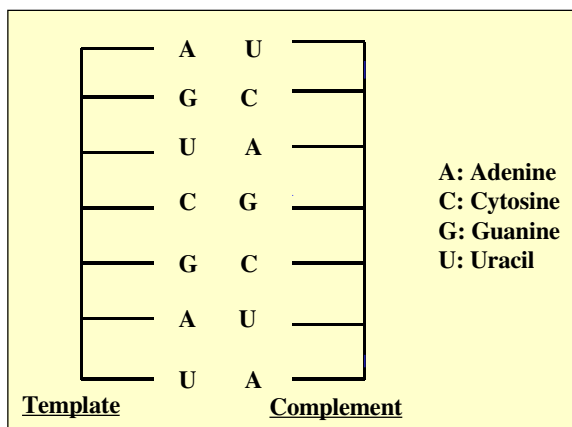 A U
G C
U A
C G
G C
A U
U A
A: Adenine
C: Cytosine
G: Guanine
U: Uracil
Template Complement